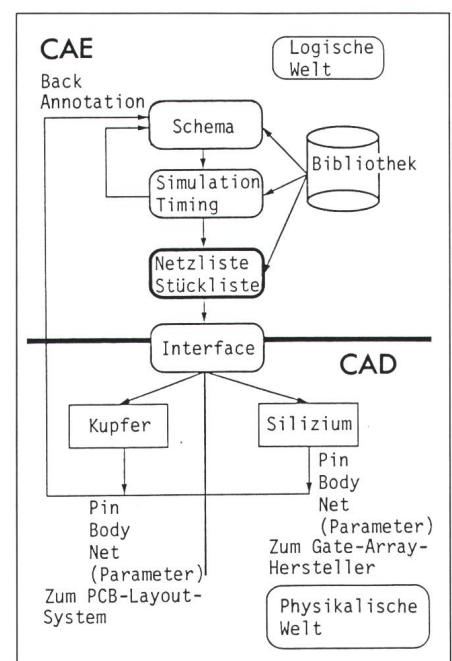 CAE
Logische
Welt
Back
Annotation
Schema
Bibliothek
Simulation
Timing
Netzliste
Stückliste
Interface
CAD
Kupfer
Silizium
Pin
Body
Net
(Parameter)
Zum Gate-Array-
Hersteller
Pin
Body
Net
(Parameter)
Zum PCB-Layout-
System
Physikalische
Welt